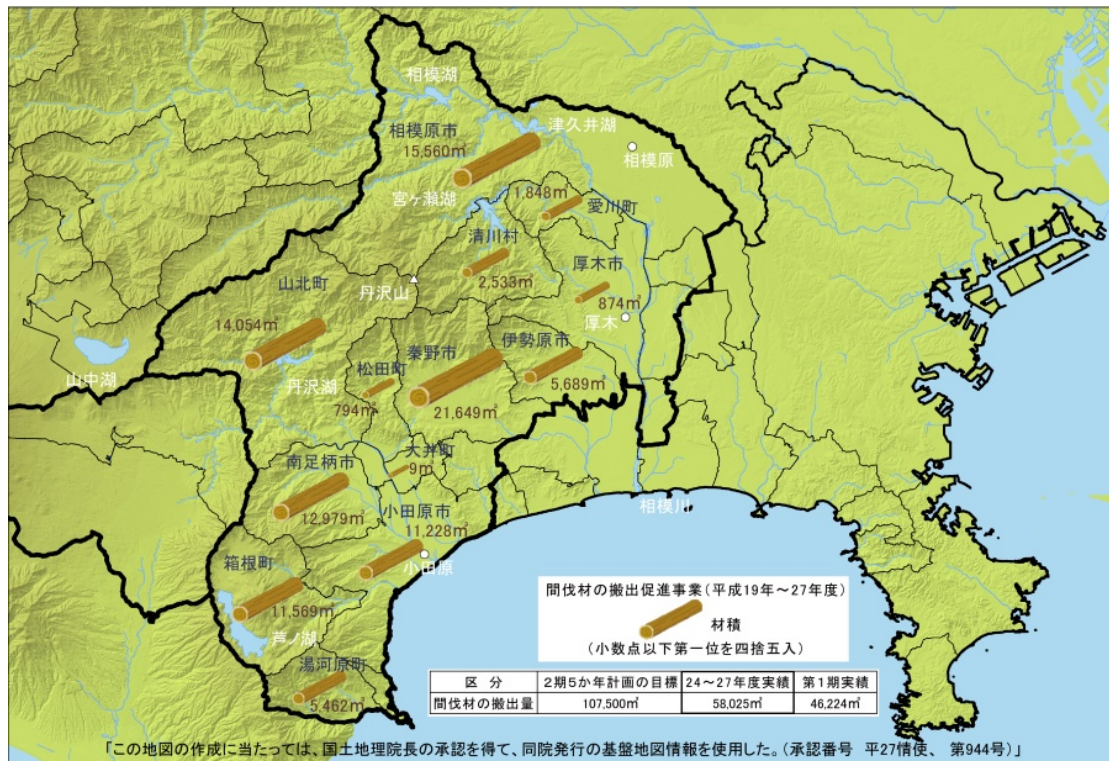 相模湖
相模原市
15,560㎥
津久井湖
相模原
宮ヶ瀬湖
1,848㎥
愛川町
清川村
2,533㎥
厚木市
874㎥
厚木
山北町
14,054㎥
丹沢山
山中湖
丹沢湖
松田町
794㎥
秦野市
21,649㎥
伊勢原市
5,689㎥
大井町
9㎥
南足柄市
12,979㎥
小田原市
11,228㎥
小田原
相模川
箱根町
11,569㎥
芦ノ湖
湯河原町
5,462㎥
間伐材の搬出促進事業(平成19年～27年度)
材積
(小数点以下第一位を四捨五入)
区 分 2期5か年計画の目標 24～27年度実績 第1期実績
間伐材の搬出量 107,500㎥ 58,025㎥ 46,224㎥
「この地図の作成に当たっては、国土地理院長の承認を得て、同院発行の基盤地図情報を使用した。(承認番号 平27情使、 第944号)」